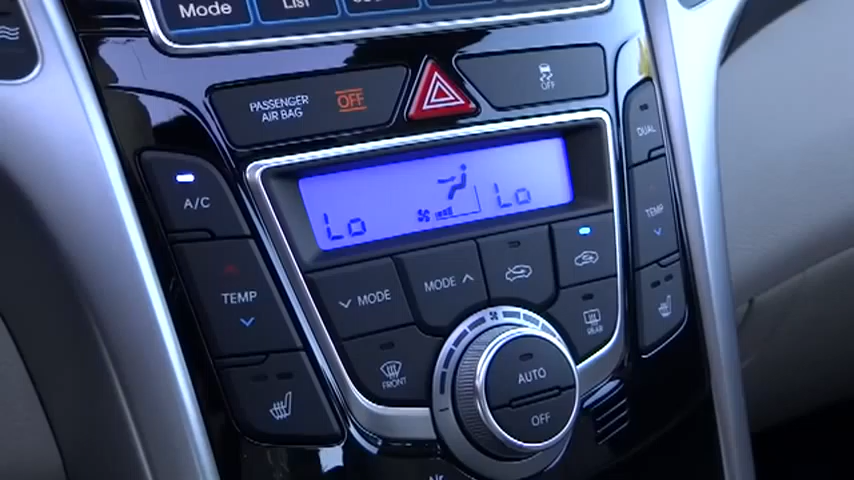 Mode
List
PASSENGER
AIR BAG
OFF
OFF
DUAL
A/C
Lo
Lo
TEMP
TEMP
MODE
MODE
FRONT
REAR
AUTO
OFF